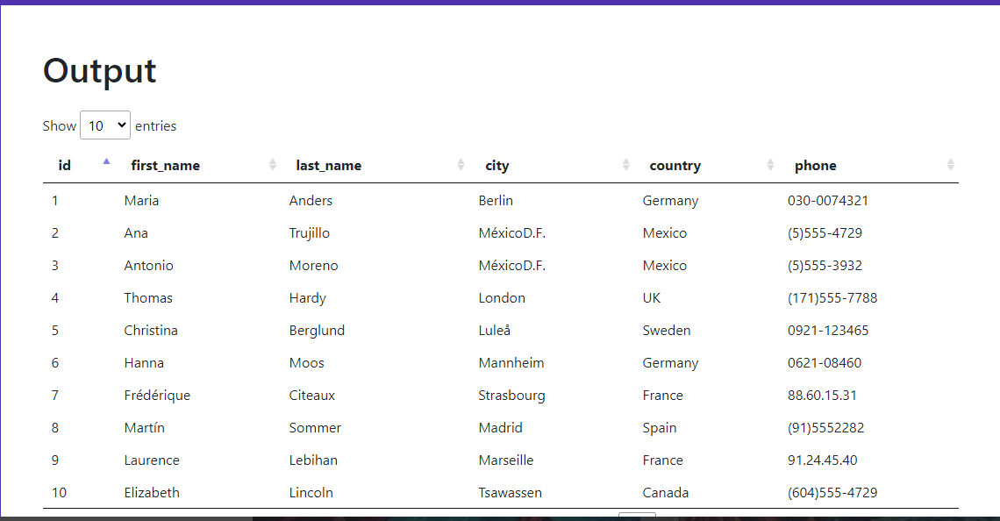 Output
Show 10 entries
id first_name last_name city country phone
1 Maria Anders Berlin Germany 030-0074321
2 Ana Trujillo MéxicoD.F. Mexico (5)555-4729
3 Antonio Moreno MéxicoD.F. Mexico (5)555-3932
4 Thomas Hardy London UK (171)555-7788
5 Christina Berglund Luleå Sweden 0921-123465
6 Hanna Moos Mannheim Germany 0621-08460
7 Frédérique Citeaux Strasbourg France 88.60.15.31
8 Martín Sommer Madrid Spain (91)5552282
9 Laurence Lebihan Marseille France 91.24.45.40
10 Elizabeth Lincoln Tsawassen Canada (604)555-4729